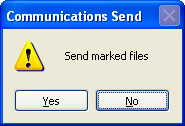 Communications Send
Send marked files
Yes
No